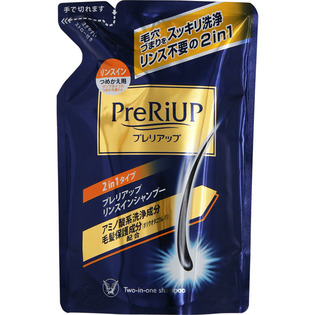 手で切れます
毛穴
つまりをスッキリ洗浄
リンス不要の2in1
リンスイン
つめかえ用
PReRiUP
プレリアップ
2in1タイプ
プレリアップ
リンスインシャンプー
アミノ酸系洗浄成分
毛髪保護成分
配合
Two-in-one shampoo